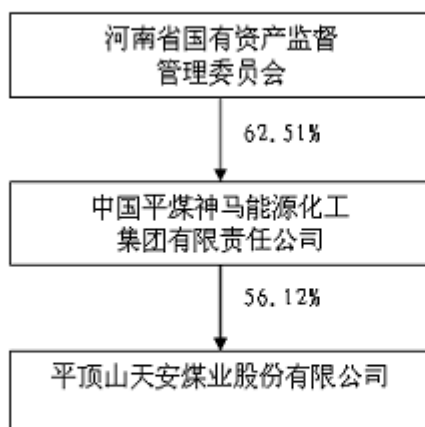 河南省国有资产监督
管理委员会
62.51%
中国平煤神马能源化工
集团有限责任公司
56.12%
平顶山天安煤业股份有限公司